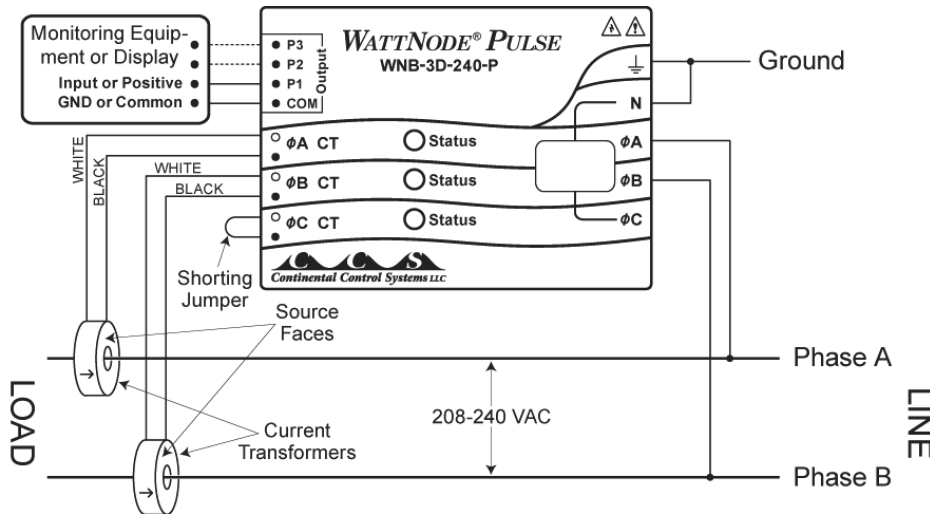 Monitoring Equip-
ment or Display
Input or Positive
GND or Common
P3
P2
P1
COM
Output
WATTNODE® PULSE
WNB-3D-240-P
Ground
N
ϕA CT
Status
ϕA
ϕB CT
Status
ϕB
ϕC CT
Status
ϕC
WHITE
BLACK
WHITE
BLACK
C C S
Continental Control Systems LLC
Shorting
Jumper
Source
Faces
Phase A
LOAD
208-240 VAC
LINE
Current
Transformers
Phase B